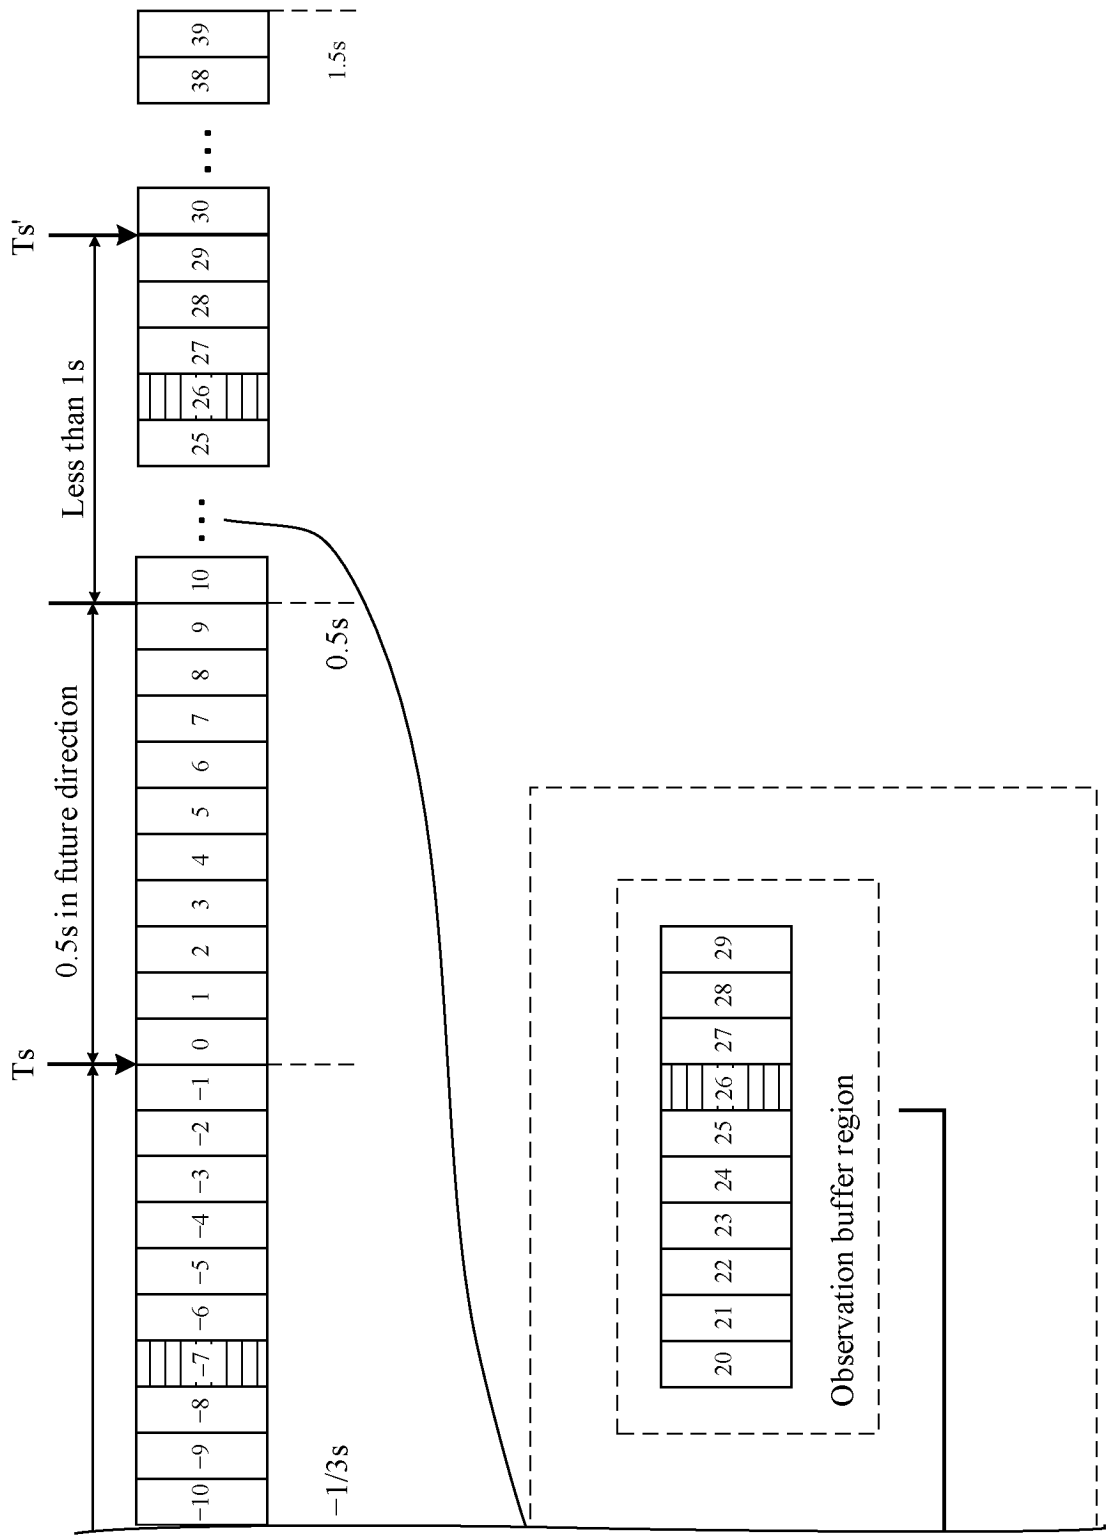 Ts
Ts'
0.5s in future direction
Less than 1s
−10 −9 −8 −7 −6 −5 −4 −3 −2 −1 0 1 2 3 4 5 6 7 8 9 10 ... 25 26 27 28 29 30 ... 38 39
−1/3s
0.5s
1.5s
20 21 22 23 24 25 26 27 28 29
Observation buffer region